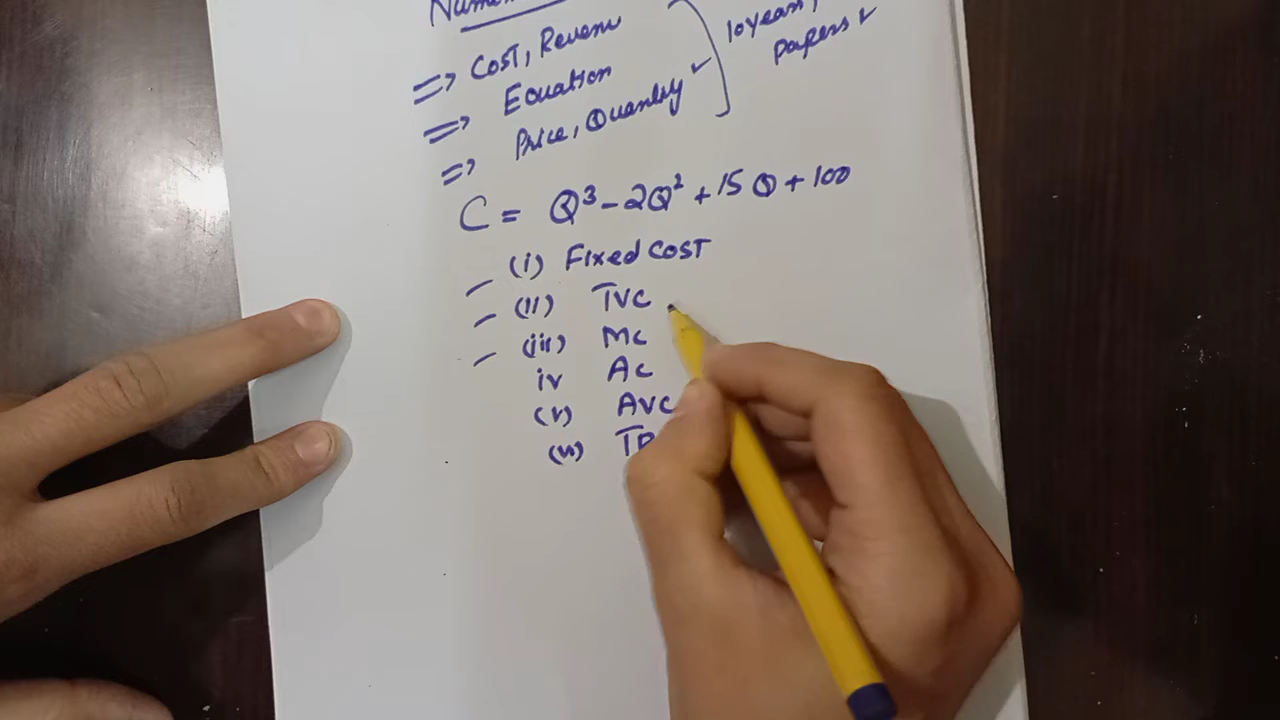 Cost, Revenu
10 years,
Papers ✓
=> Equation
=> Price, Quantity ✓
C = Q³ - 2Q² + 15Q + 100
(i) Fixed Cost
(ii) TVC
(iii) MC
iv AC
(v) AVC
(vi)